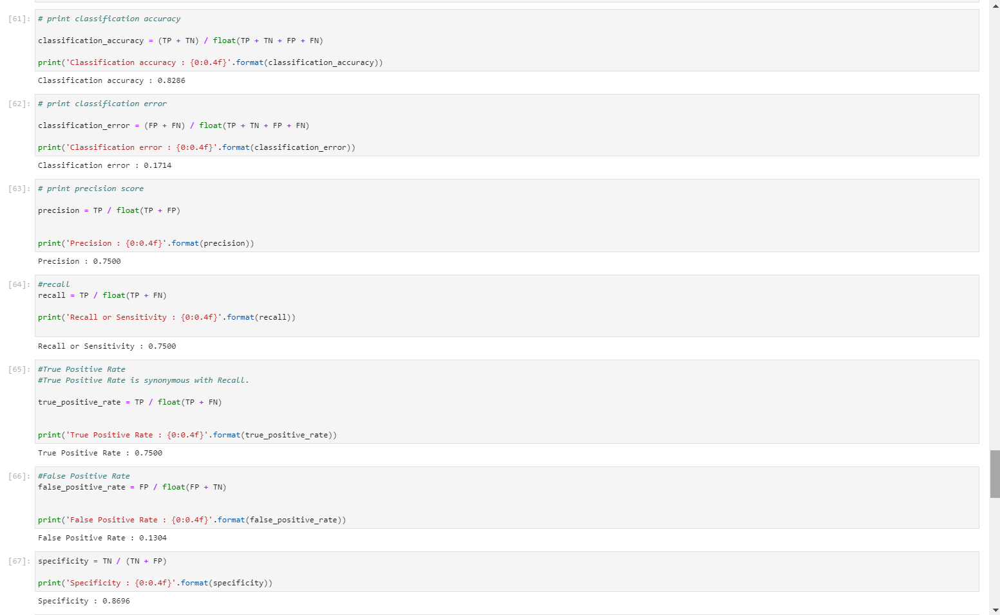 [61]: # print classification accuracy
classification_accuracy = (TP + TN) / float(TP + TN + FP + FN)
print('Classification accuracy : {0:0.4f}'.format(classification_accuracy))
Classification accuracy : 0.8286
[62]: # print classification error
classification_error = (FP + FN) / float(TP + TN + FP + FN)
print('Classification error : {0:0.4f}'.format(classification_error))
Classification error : 0.1714
[63]: # print precision score
precision = TP / float(TP + FP)
print('Precision : {0:0.4f}'.format(precision))
Precision : 0.7500
[64]: #recall
recall = TP / float(TP + FN)
print('Recall or Sensitivity : {0:0.4f}'.format(recall))
Recall or Sensitivity : 0.7500
[65]: #True Positive Rate
#True Positive Rate is synonymous with Recall.
true_positive_rate = TP / float(TP + FN)
print('True Positive Rate : {0:0.4f}'.format(true_positive_rate))
True Positive Rate : 0.7500
[66]: #False Positive Rate
false_positive_rate = FP / float(FP + TN)
print('False Positive Rate : {0:0.4f}'.format(false_positive_rate))
False Positive Rate : 0.1304
[67]: specificity = TN / (TN + FP)
print('Specificity : {0:0.4f}'.format(specificity))
Specificity : 0.8696